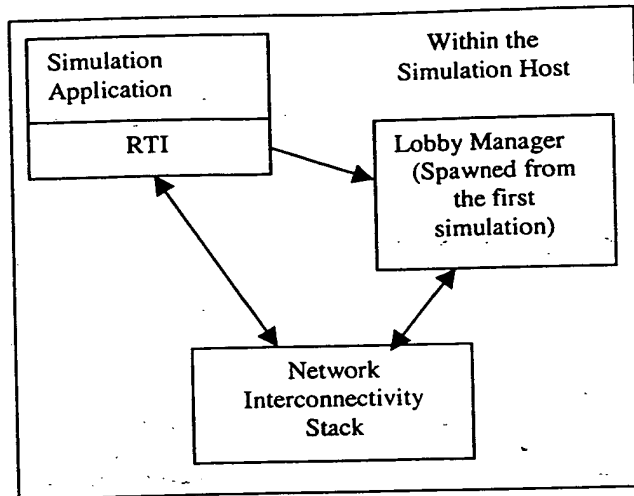 Simulation
Application
RTI
Within the
Simulation Host
Lobby Manager
(Spawned from
the first
simulation)
Network
Interconnectivity
Stack